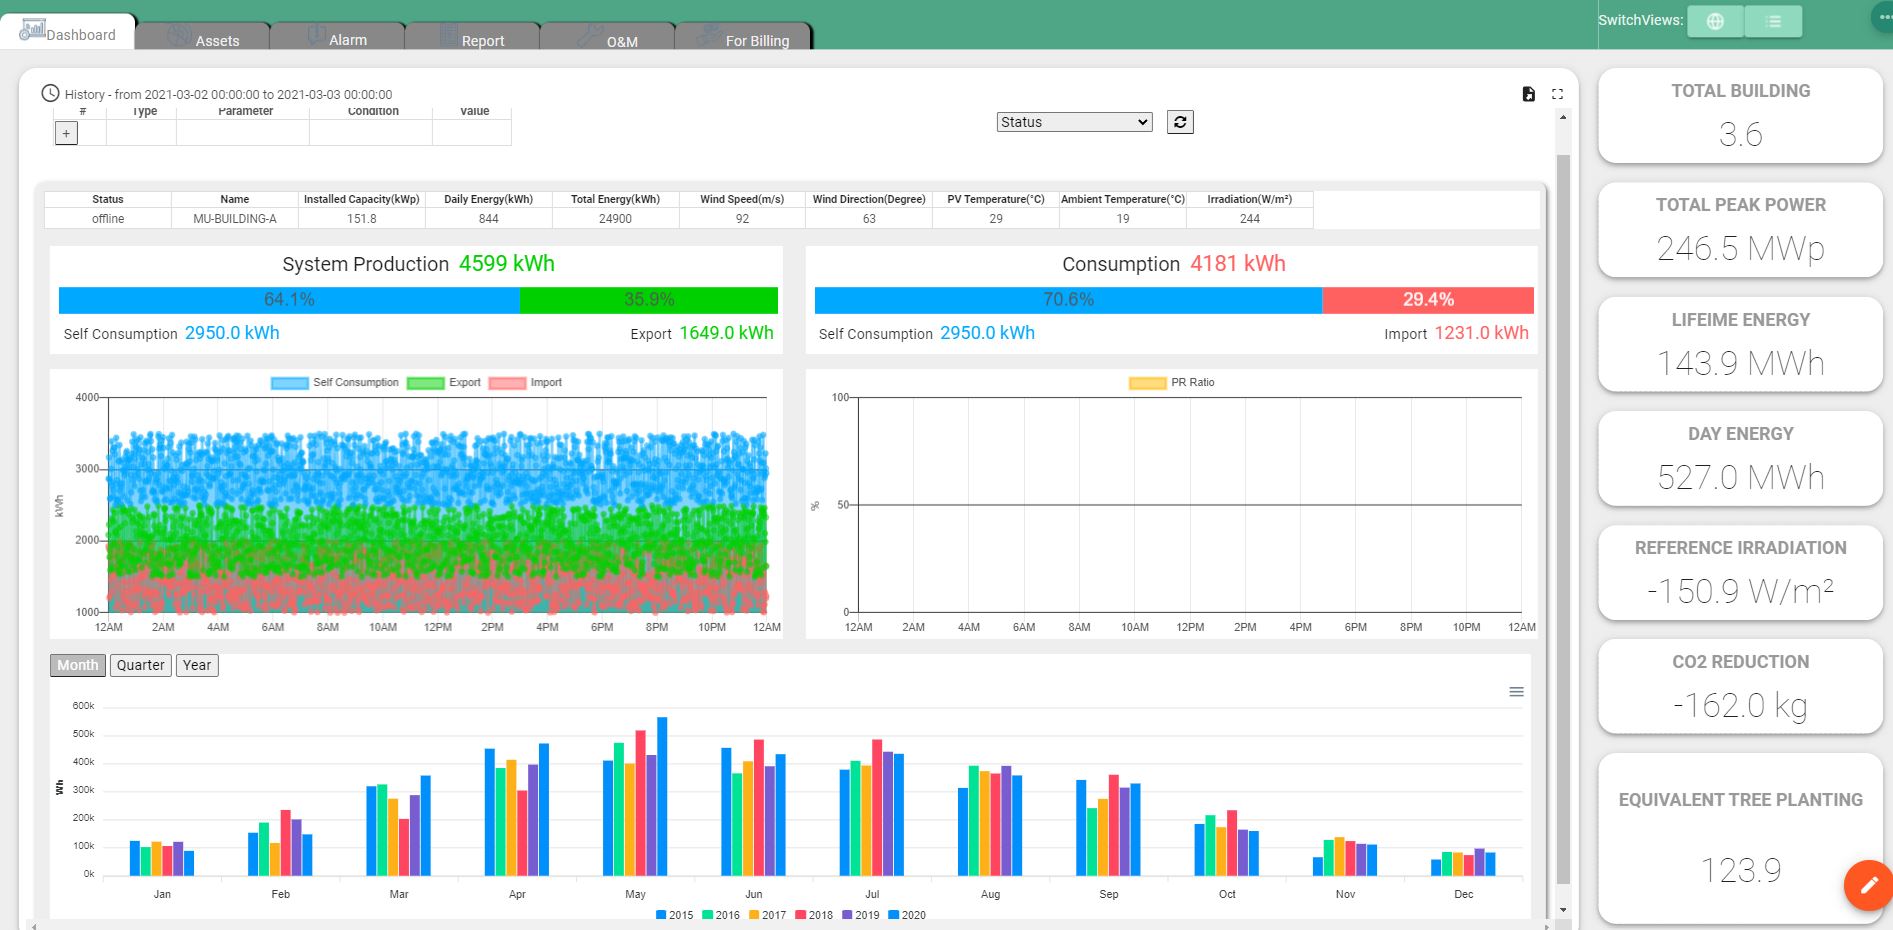 Dashboard
Assets
Alarm
Report
O&M
For Billing
SwitchViews:
History - from 2021-03-02 00:00:00 to 2021-03-03 00:00:00
# Type Parameter Condition Value
+
Status
Status Name Installed Capacity(kWp) Daily Energy(kWh) Total Energy(kWh) Wind Speed(m/s) Wind Direction(Degree) PV Temperature(°C) Ambient Temperature(°C) Irradiation(W/m²)
offline MU-BUILDING-A 151.8 844 24900 92 63 29 19 244
System Production 4599 kWh
64.1% 35.9%
Self Consumption 2950.0 kWh Export 1649.0 kWh
Consumption 4181 kWh
70.6% 29.4%
Self Consumption 2950.0 kWh Import 1231.0 kWh
Self Consumption Export Import
4000
3000
2000
1000
kWh
12AM 2AM 4AM 6AM 8AM 10AM 12PM 2PM 4PM 6PM 8PM 10PM 12AM
PR Ratio
100
50
0
%
12AM 2AM 4AM 6AM 8AM 10AM 12PM 2PM 4PM 6PM 8PM 10PM 12AM
Month Quarter Year
600k
500k
400k
300k
200k
100k
0k
Wh
Jan Feb Mar Apr May Jun Jul Aug Sep Oct Nov Dec
2015 2016 2017 2018 2019 2020
TOTAL BUILDING
3.6
TOTAL PEAK POWER
246.5 MWp
LIFEIME ENERGY
143.9 MWh
DAY ENERGY
527.0 MWh
REFERENCE IRRADIATION
-150.9 W/m²
CO2 REDUCTION
-162.0 kg
EQUIVALENT TREE PLANTING
123.9